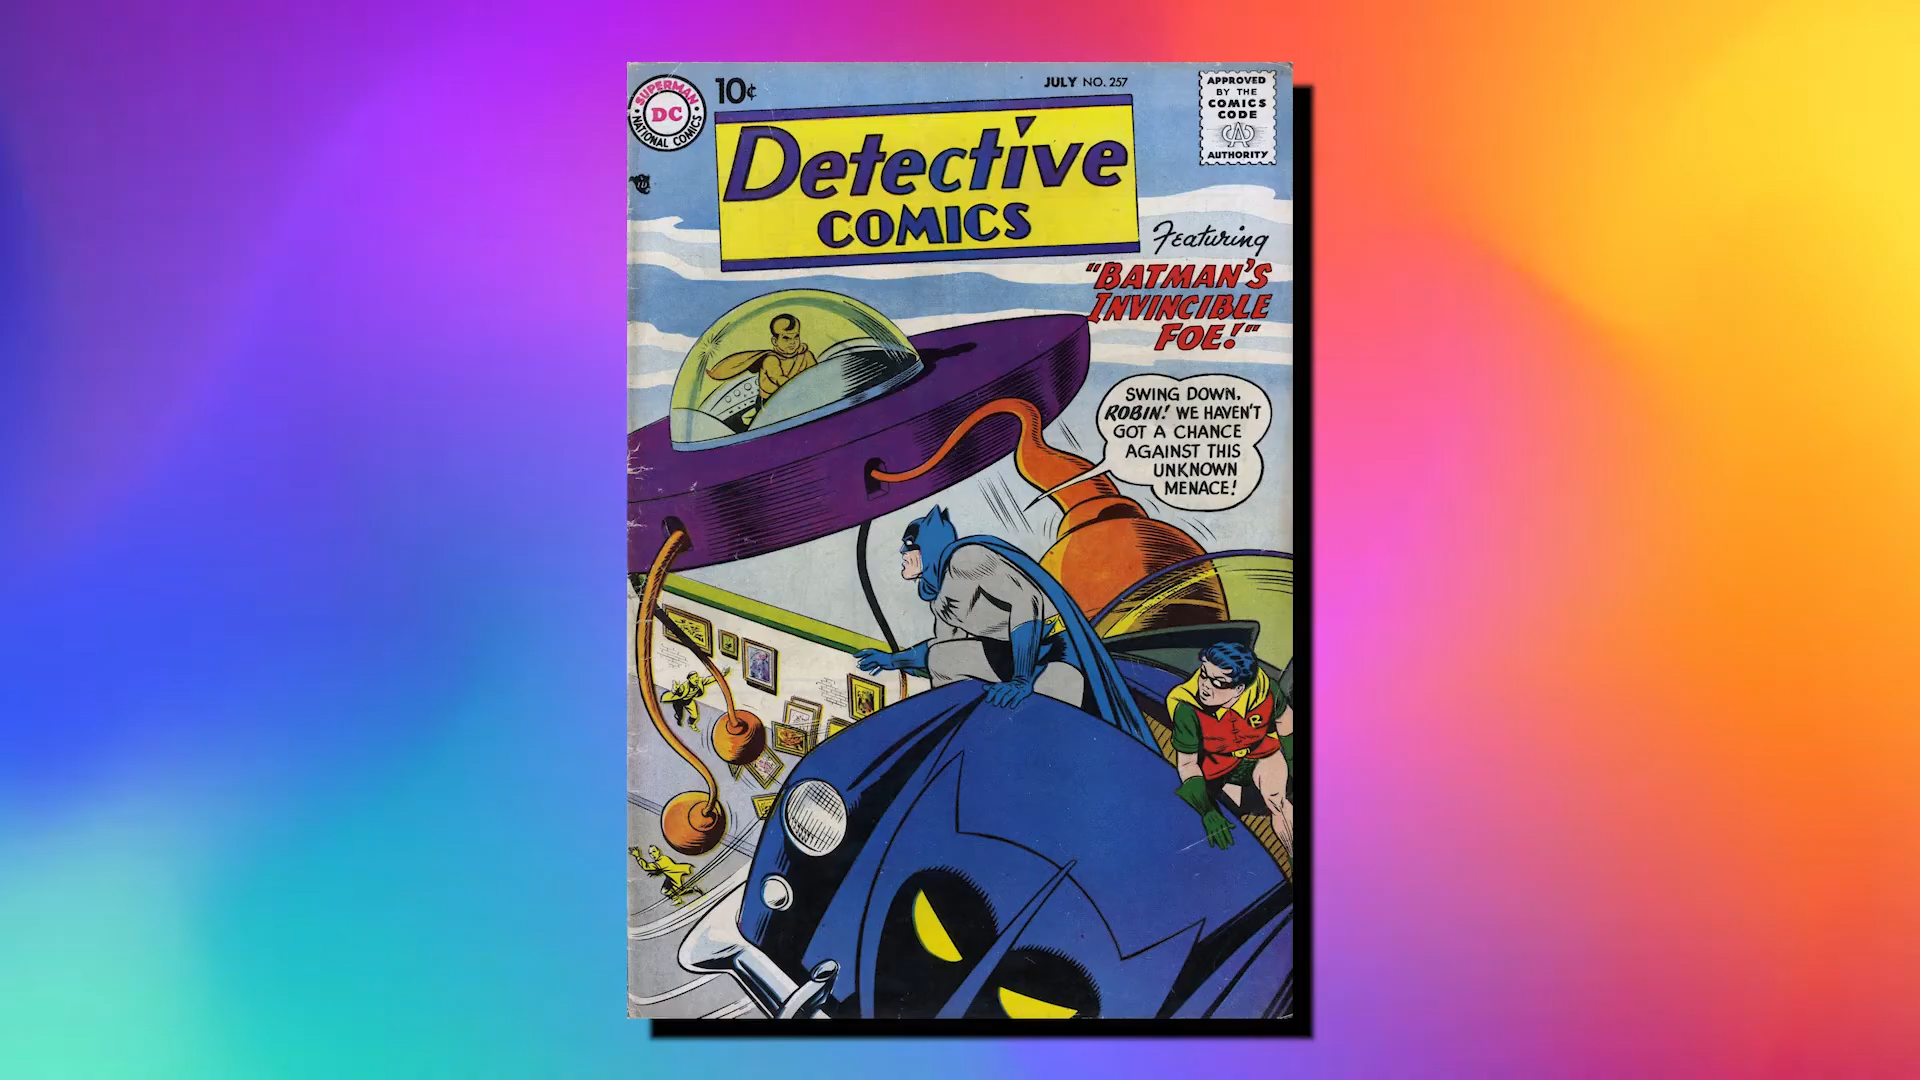 SUPERMAN
DC
NATIONAL COMICS
10¢
JULY NO. 257
APPROVED
BY THE
COMICS
CODE
CA
AUTHORITY
Detective
COMICS
Featuring
"BATMAN'S
INVINCIBLE
FOE!"
SWING DOWN,
ROBIN! WE HAVEN'T
GOT A CHANCE
AGAINST THIS
UNKNOWN
MENACE!
R